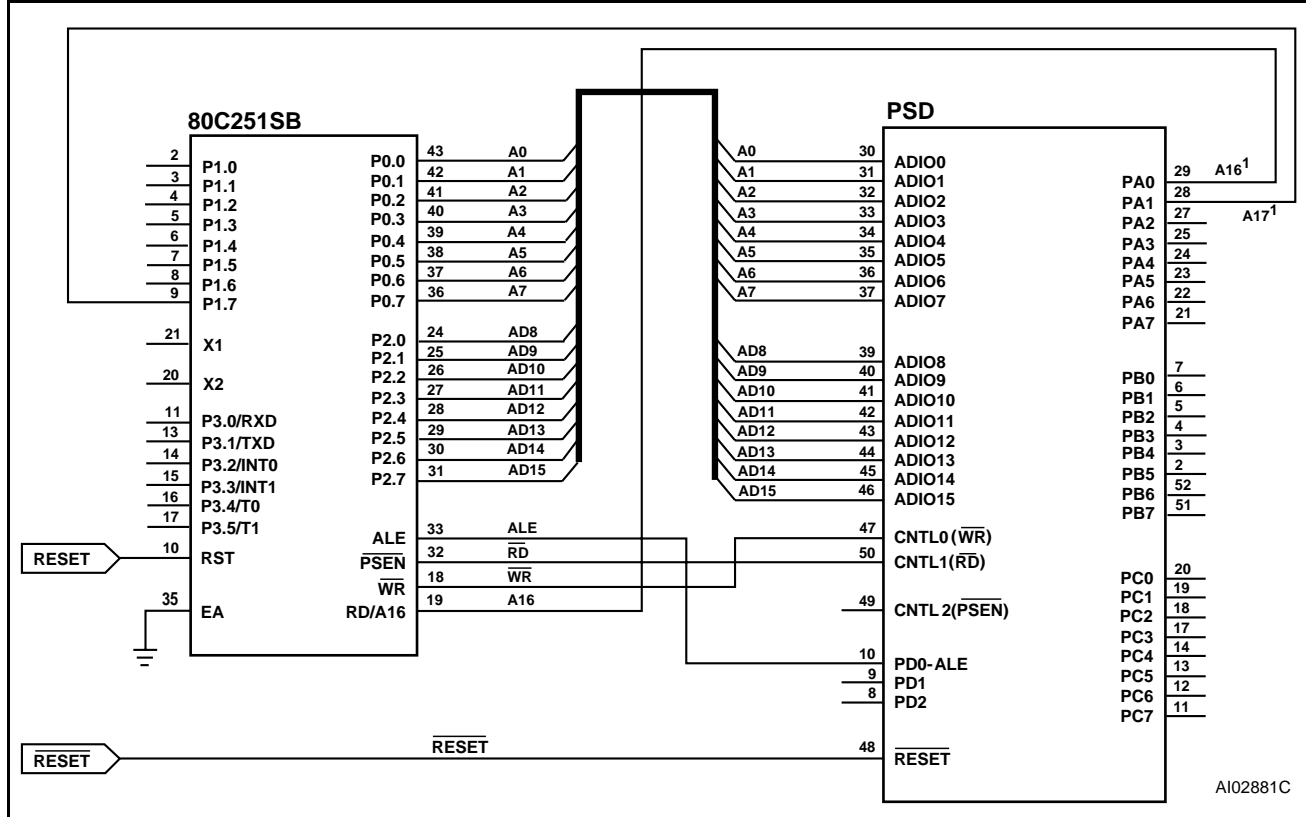 80C251SB
2 P1.0
3 P1.1
4 P1.2
5 P1.3
6 P1.4
7 P1.5
8 P1.6
9 P1.7
21 X1
20 X2
11 P3.0/RXD
13 P3.1/TXD
14 P3.2/INT0
15 P3.3/INT1
16 P3.4/T0
17 P3.5/T1
RESET 10 RST
35 EA
P0.0 43 A0
P0.1 42 A1
P0.2 41 A2
P0.3 40 A3
P0.4 39 A4
P0.5 38 A5
P0.6 37 A6
P0.7 36 A7
P2.0 24 AD8
P2.1 25 AD9
P2.2 26 AD10
P2.3 27 AD11
P2.4 28 AD12
P2.5 29 AD13
P2.6 30 AD14
P2.7 31 AD15
ALE 33 ALE
PSEN 32 RD
WR 18 WR
RD/A16 19 A16
PSD
A0 30 ADIO0
A1 31 ADIO1
A2 32 ADIO2
A3 33 ADIO3
A4 34 ADIO4
A5 35 ADIO5
A6 36 ADIO6
A7 37 ADIO7
AD8 39 ADIO8
AD9 40 ADIO9
AD10 41 ADIO10
AD11 42 ADIO11
AD12 43 ADIO12
AD13 44 ADIO13
AD14 45 ADIO14
AD15 46 ADIO15
47 CNTL0(WR)
50 CNTL1(RD)
49 CNTL 2(PSEN)
10 PD0-ALE
9 PD1
8 PD2
RESET RESET 48 RESET
PA0 29 A16¹
PA1 28 A17¹
PA2 27
PA3 25
PA4 24
PA5 23
PA6 22
PA7 21
PB0 7
PB1 6
PB2 5
PB3 4
PB4 3
PB5 2
PB6 52
PB7 51
PC0 20
PC1 19
PC2 18
PC3 17
PC4 14
PC5 13
PC6 12
PC7 11
AI02881C